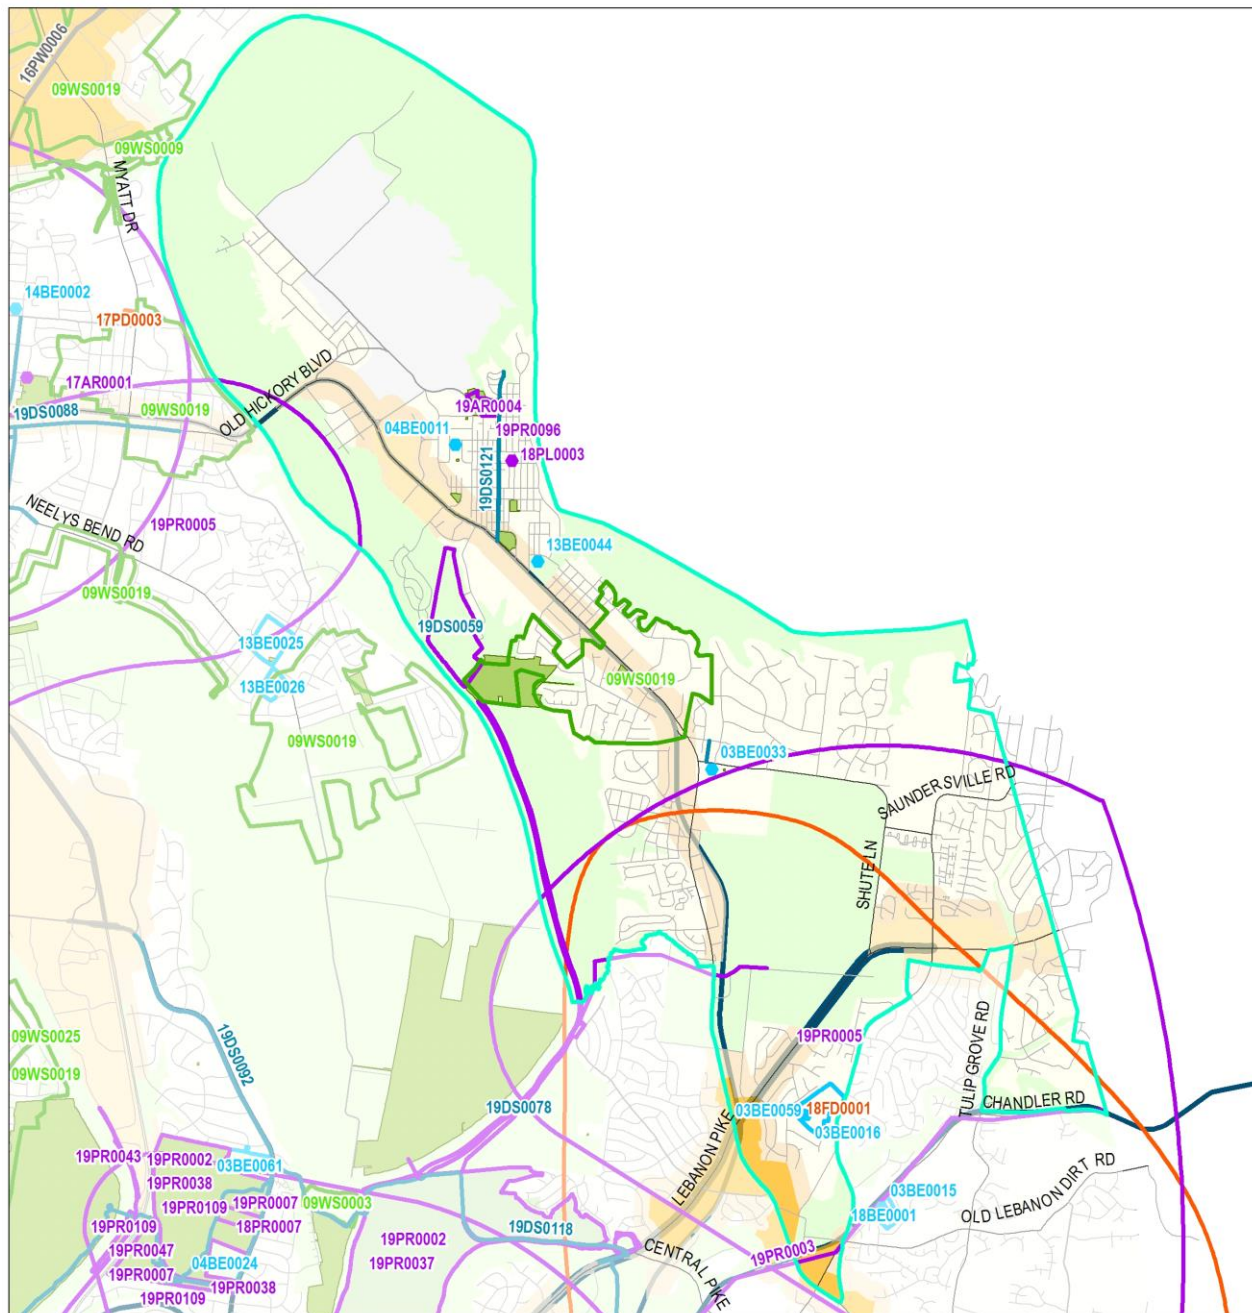 16PW0006
09WS0019
09WS0009
MYATT DR
14BE0002
17PD0003
17AR0001
19DS0088
09WS0019
OLD HICKORY BLVD
19AR0004
04BE0011
19PR0096
18PL0003
19DS0121
NEELYS BEND RD
19PR0005
13BE0044
09WS0019
19DS0059
13BE0025
13BE0026
09WS0019
09WS0019
03BE0033
SAUNDERSVILLE RD
SHUTE LN
09WS0025
09WS0019
19DS0092
19PR0005
TULIP GROVE RD
19DS0078
03BE0059
18FD0001
CHANDLER RD
03BE0016
LEBANON PIKE
19PR0043
19PR0002
03BE0061
19PR0038
19PR0109
19PR0007
09WS0003
18PR0007
19PR0109
19PR0047
19PR0007
04BE0024
19PR0038
19PR0109
19PR0002
19PR0037
19DS0118
CENTRAL PIKE
19PR0003
03BE0015
18BE0001
OLD LEBANON DIRT RD